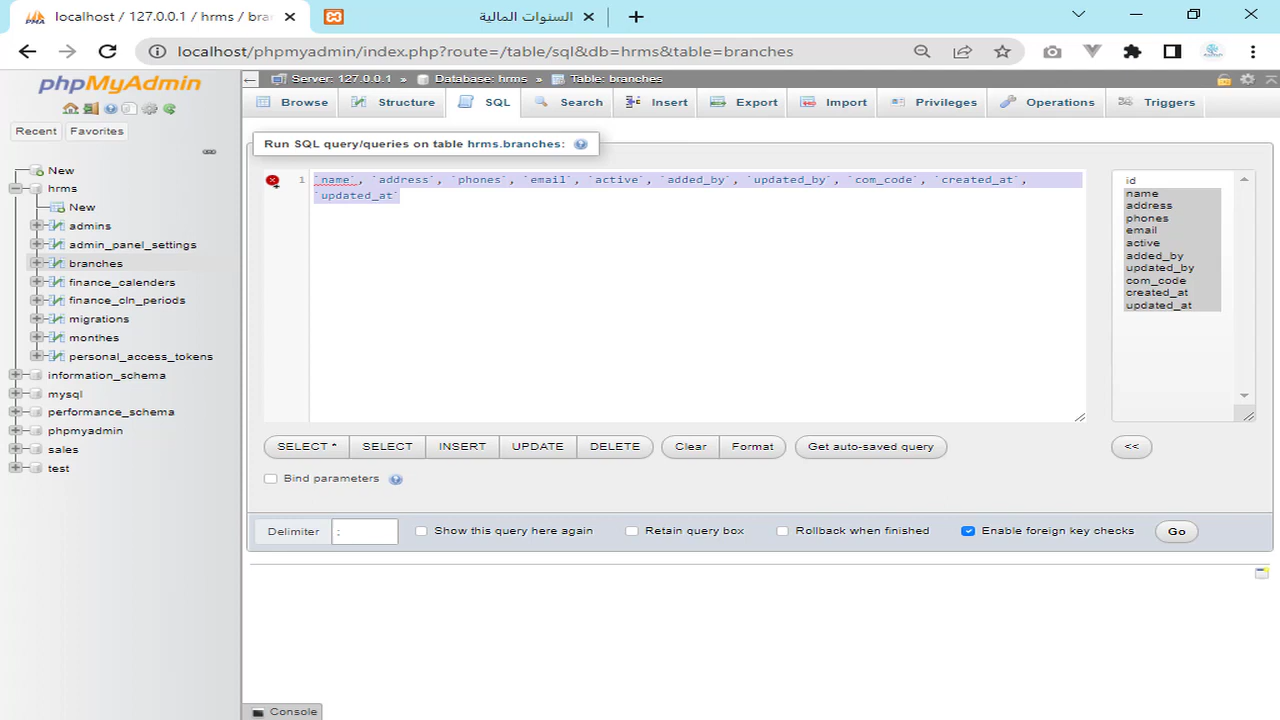 localhost / 127.0.0.1 / hrms / bran
السنوات المالية
localhost/phpmyadmin/index.php?route=/table/sql&db=hrms&table=branches
phpMyAdmin
Recent
Favorites
New
hrms
New
admins
admin_panel_settings
branches
finance_calenders
finance_cln_periods
migrations
monthes
personal_access_tokens
information_schema
mysql
performance_schema
phpmyadmin
sales
test
Server: 127.0.0.1 » Database: hrms » Table: branches
Browse Structure SQL Search Insert Export Import Privileges Operations Triggers
Run SQL query/queries on table hrms.branches:
1 `name`, `address`, `phones`, `email`, `active`, `added_by`, `updated_by`, `com_code`, `created_at`,
`updated_at`
id
name
address
phones
email
active
added_by
updated_by
com_code
created_at
updated_at
SELECT * SELECT INSERT UPDATE DELETE Clear Format Get auto-saved query <<
Bind parameters
Delimiter ; Show this query here again Retain query box Rollback when finished Enable foreign key checks Go
Console